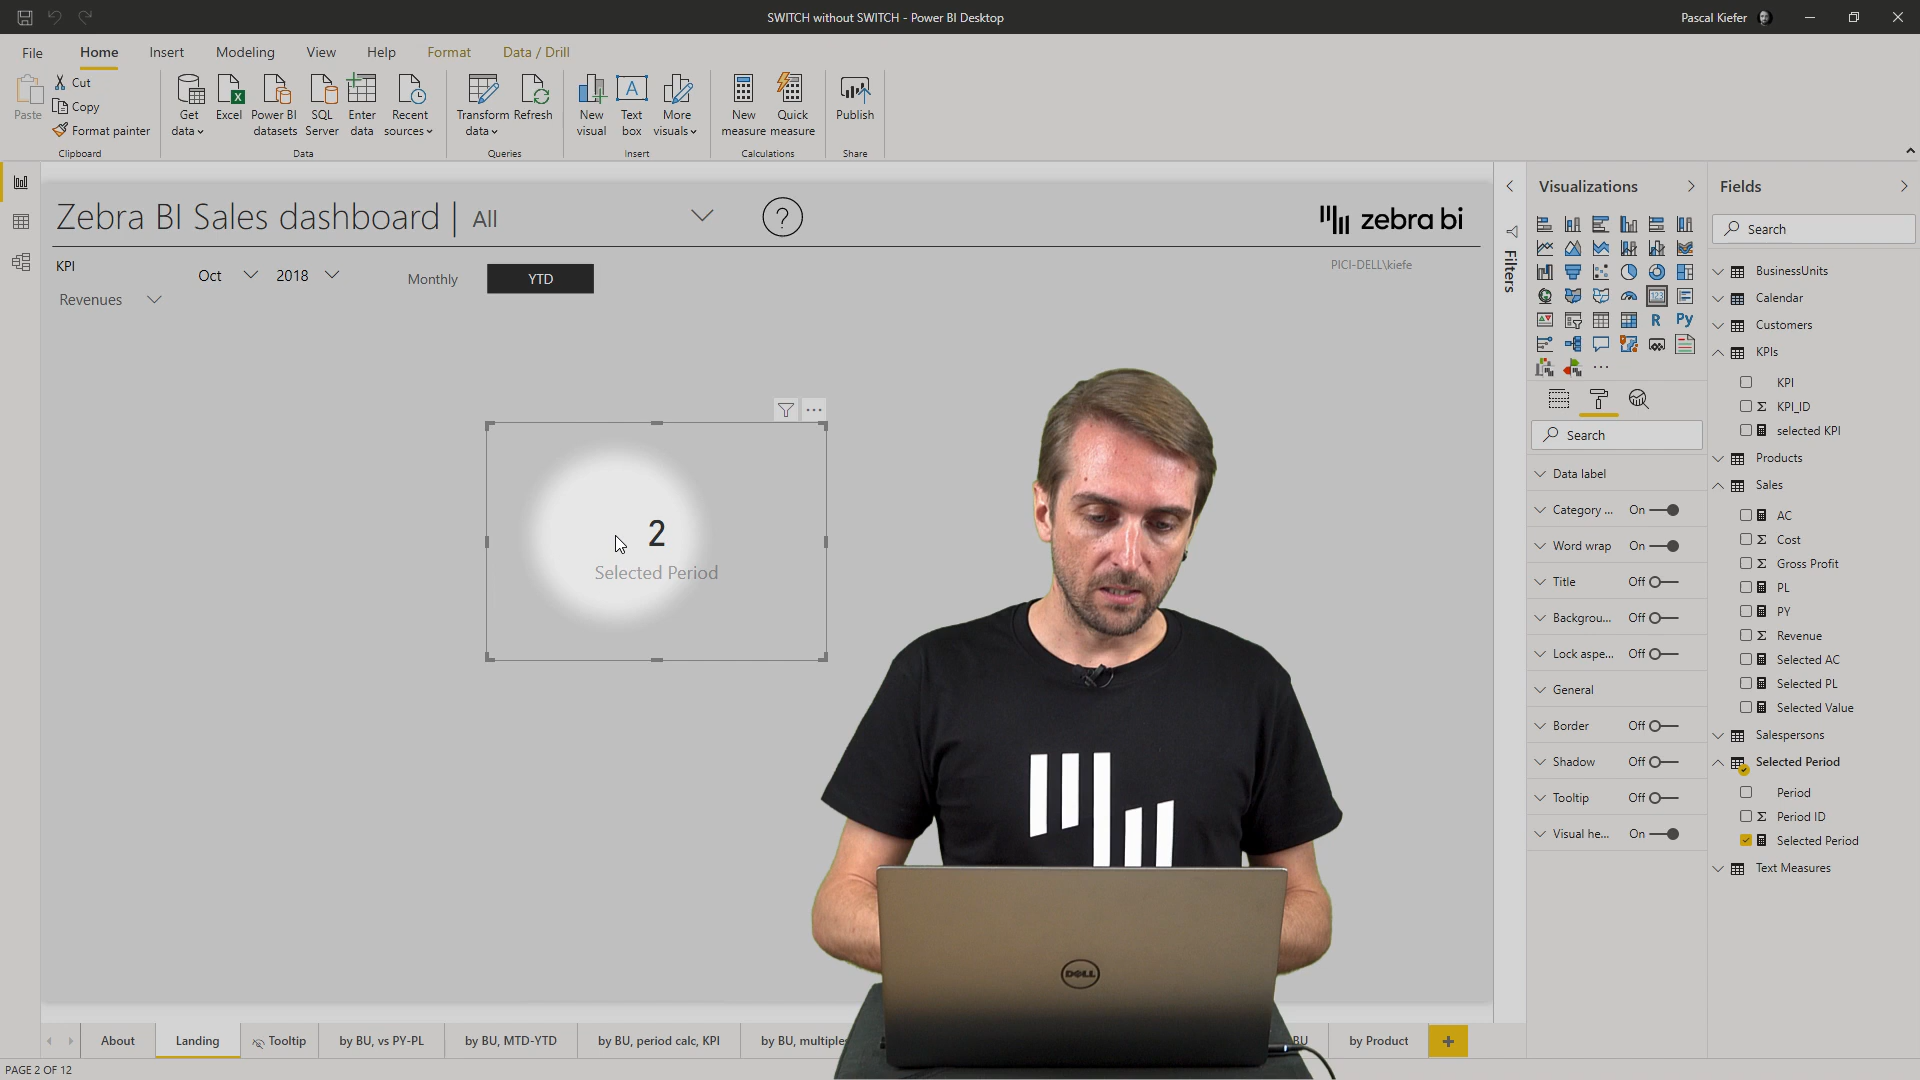 SWITCH without SWITCH - Power BI Desktop
Pascal Kiefer
File
Home
Insert
Modeling
View
Help
Format
Data / Drill
Paste
Cut
Copy
Format painter
Clipboard
Get data
Excel
Power BI datasets
SQL Server
Enter data
Recent sources
Data
Transform data
Refresh
Queries
New visual
Text box
More visuals
Insert
New measure
Quick measure
Calculations
Publish
Share
Zebra BI Sales dashboard | All
?
zebra bi
PICI-DELL\kiefe
KPI
Revenues
Oct
2018
Monthly
YTD
2
Selected Period
DELL
Filters
Visualizations
R
Py
Search
Data label
Category ... On
Word wrap On
Title Off
Backgrou... Off
Lock aspe... Off
General
Border Off
Shadow Off
Tooltip Off
Visual he... On
Fields
Search
BusinessUnits
Calendar
Customers
KPIs
KPI
Σ KPI_ID
selected KPI
Products
Sales
AC
Σ Cost
Σ Gross Profit
PL
PY
Σ Revenue
Selected AC
Selected PL
Selected Value
Salespersons
Selected Period
Period
Σ Period ID
Selected Period
Text Measures
About
Landing
Tooltip
by BU, vs PY-PL
by BU, MTD-YTD
by BU, period calc, KPI
by BU, multiple
BU
by Product
+
PAGE 2 OF 12